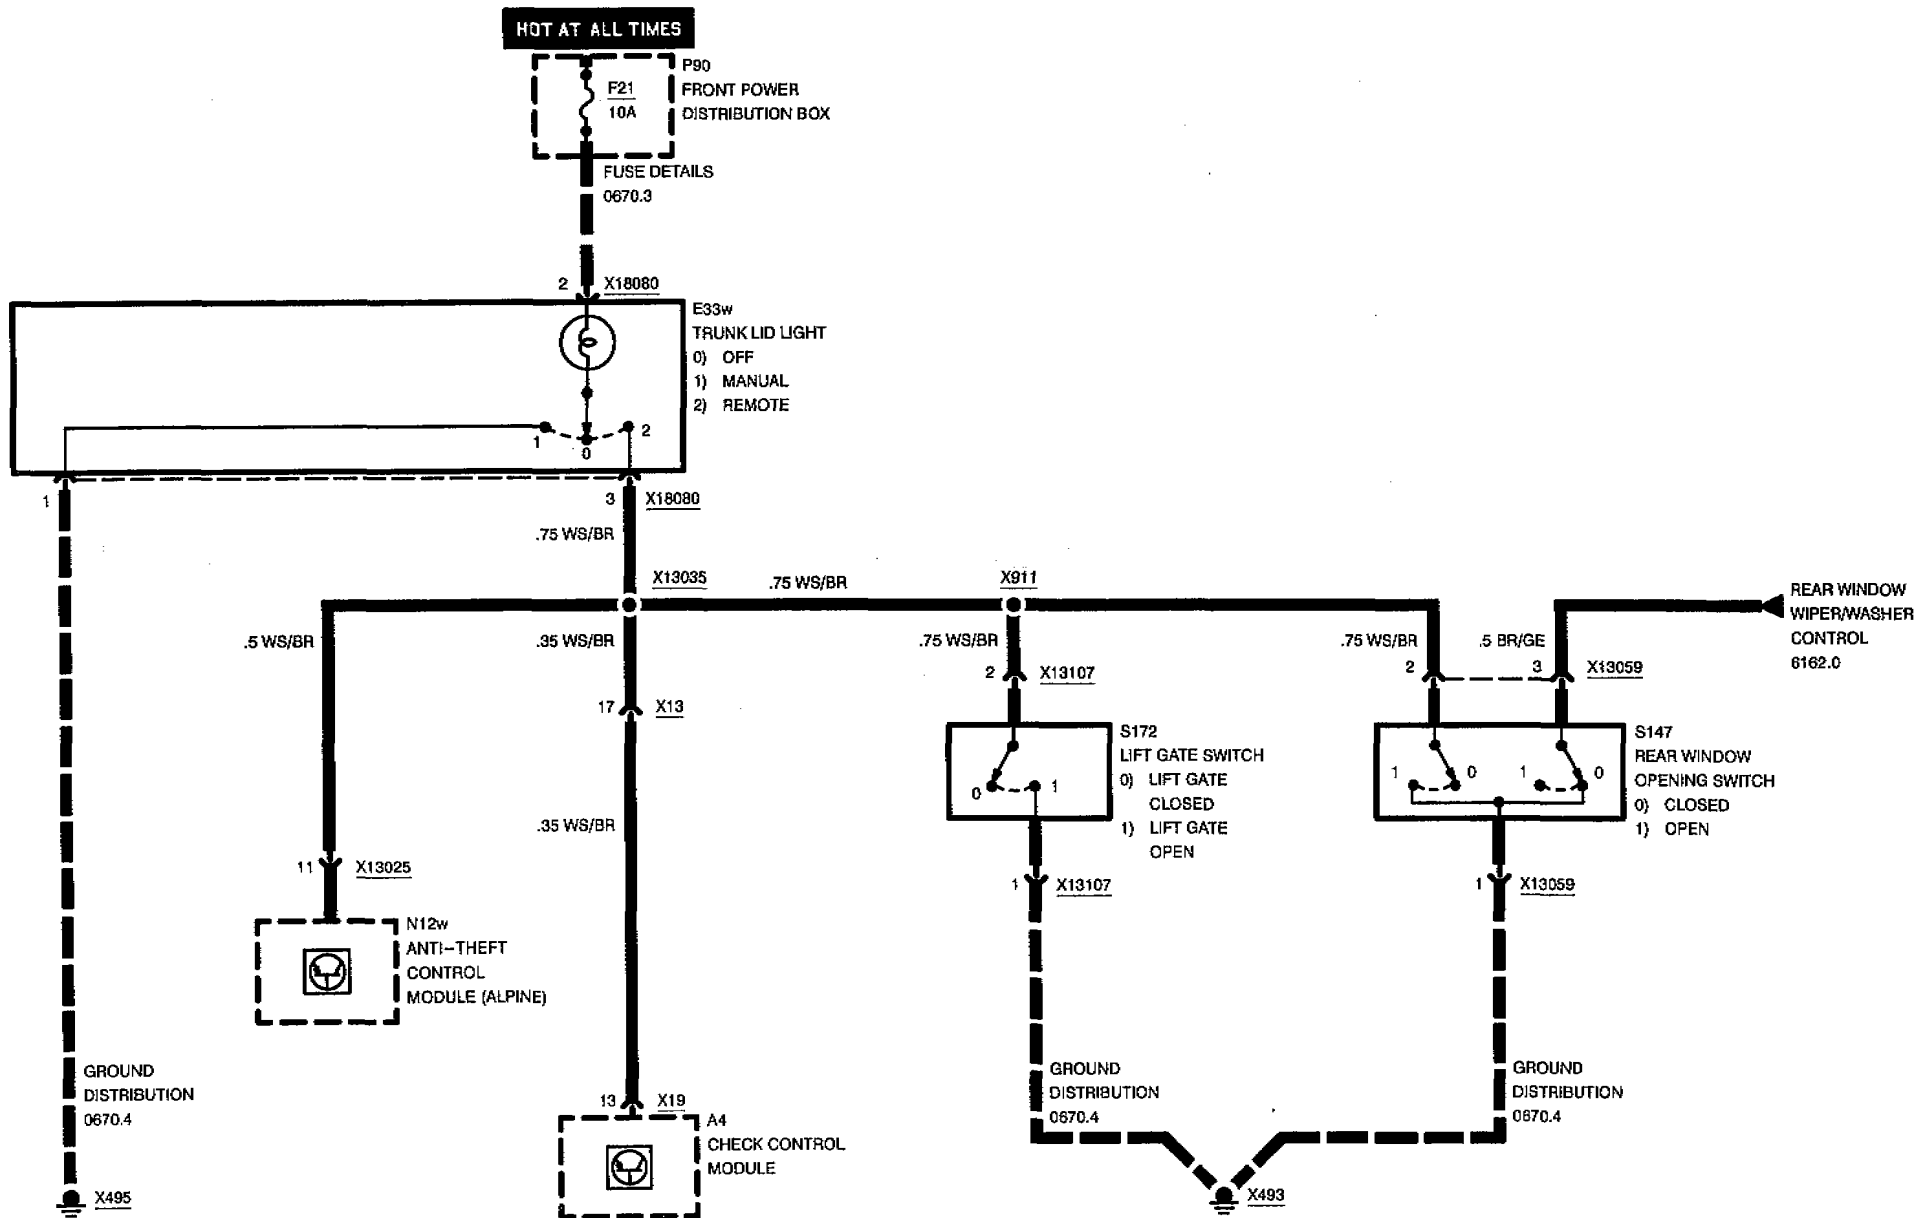 HOT AT ALL TIMES
P90
FRONT POWER
DISTRIBUTION BOX
F21
10A
FUSE DETAILS
0670.3
2 X18080
E33w
TRUNK LID LIGHT
0) OFF
1) MANUAL
2) REMOTE
1 0 2
1
3 X18080
.75 WS/BR
X13035
.75 WS/BR
X911
REAR WINDOW
WIPER/WASHER
CONTROL
6162.0
.5 WS/BR
.35 WS/BR
.75 WS/BR
.75 WS/BR
.5 BR/GE
2 X13107
2 3 X13059
17 X13
S172
LIFT GATE SWITCH
0) LIFT GATE
CLOSED
1) LIFT GATE
OPEN
0 1
S147
REAR WINDOW
OPENING SWITCH
0) CLOSED
1) OPEN
1 0 1 0
.35 WS/BR
11 X13025
1 X13107
1 X13059
N12w
ANTI-THEFT
CONTROL
MODULE (ALPINE)
GROUND
DISTRIBUTION
0670.4
GROUND
DISTRIBUTION
0670.4
GROUND
DISTRIBUTION
0670.4
13 X19
A4
CHECK CONTROL
MODULE
X495
X493